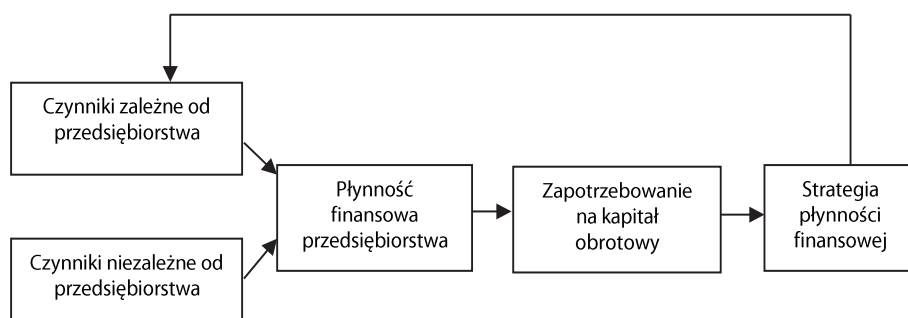 Czynniki zależne od
przedsiębiorstwa
Czynniki niezależne od
przedsiębiorstwa
Płynność
finansowa
przedsiębiorstwa
Zapotrzebowanie
na kapitał
obrotowy
Strategia
płynności
finansowej